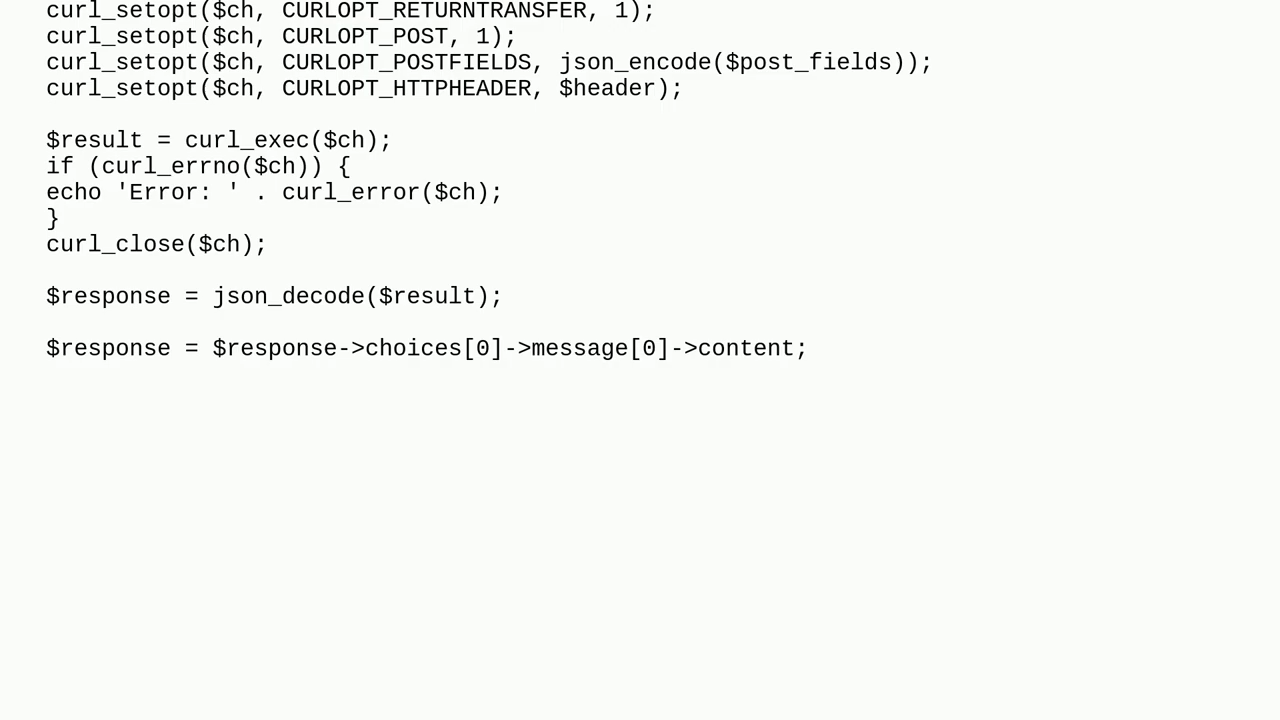 curl_setopt($ch, CURLOPT_RETURNTRANSFER, 1);
curl_setopt($ch, CURLOPT_POST, 1);
curl_setopt($ch, CURLOPT_POSTFIELDS, json_encode($post_fields));
curl_setopt($ch, CURLOPT_HTTPHEADER, $header);

$result = curl_exec($ch);
if (curl_errno($ch)) {
echo 'Error: ' . curl_error($ch);
}
curl_close($ch);

$response = json_decode($result);

$response = $response->choices[0]->message[0]->content;